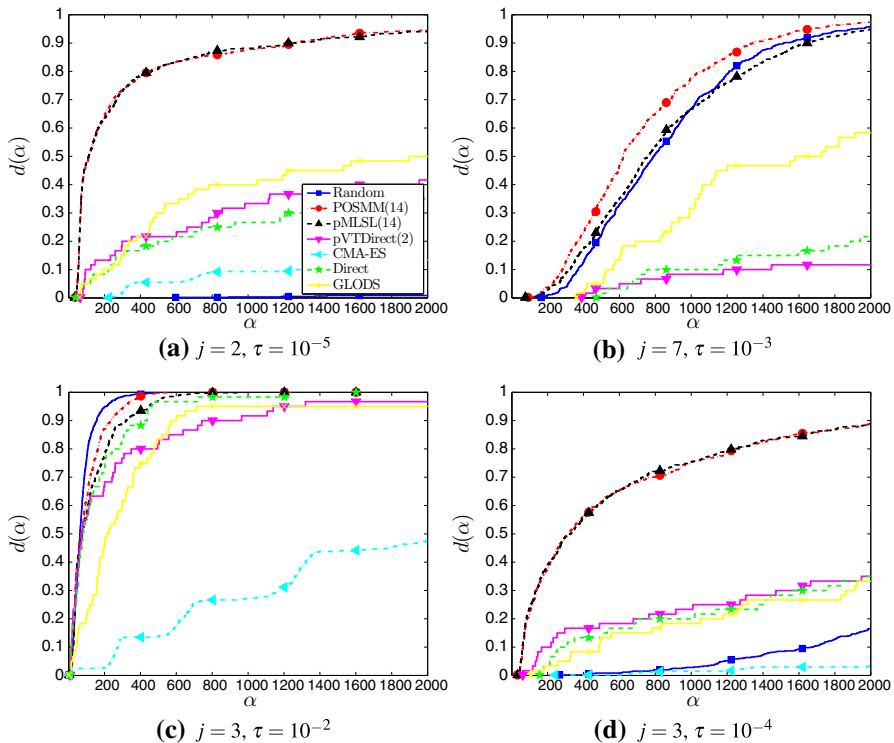 1
0.9
0.8
0.7
0.6
0.5
0.4
0.3
0.2
0.1
0
d(α)
200 400 600 800 1000 1200 1400 1600 1800 2000
α
Random
POSMM(14)
pMLSL(14)
pVTDirect(2)
CMA-ES
Direct
GLODS
(a) j = 2, τ = 10⁻⁵
1
0.9
0.8
0.7
0.6
0.5
0.4
0.3
0.2
0.1
0
d(α)
200 400 600 800 1000 1200 1400 1600 1800 2000
α
(b) j = 7, τ = 10⁻³
1
0.9
0.8
0.7
0.6
0.5
0.4
0.3
0.2
0.1
0
d(α)
200 400 600 800 1000 1200 1400 1600 1800 2000
α
(c) j = 3, τ = 10⁻²
1
0.9
0.8
0.7
0.6
0.5
0.4
0.3
0.2
0.1
0
d(α)
200 400 600 800 1000 1200 1400 1600 1800 2000
α
(d) j = 3, τ = 10⁻⁴